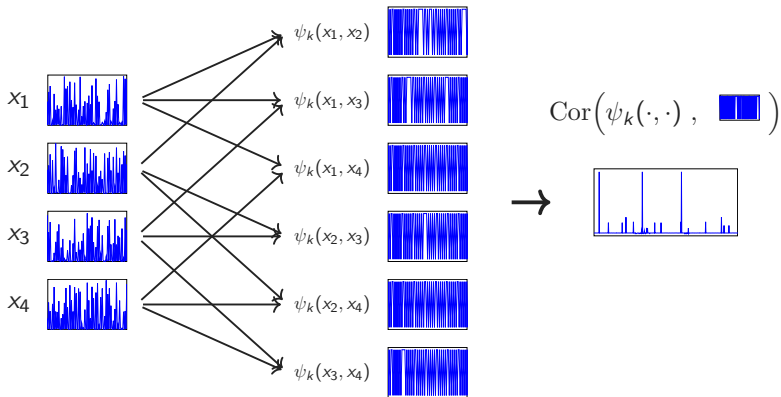 x₁
x₂
x₃
x₄
ψₖ(x₁, x₂)
ψₖ(x₁, x₃)
ψₖ(x₁, x₄)
ψₖ(x₂, x₃)
ψₖ(x₂, x₄)
ψₖ(x₃, x₄)
Cor(ψₖ(·, ·) , )